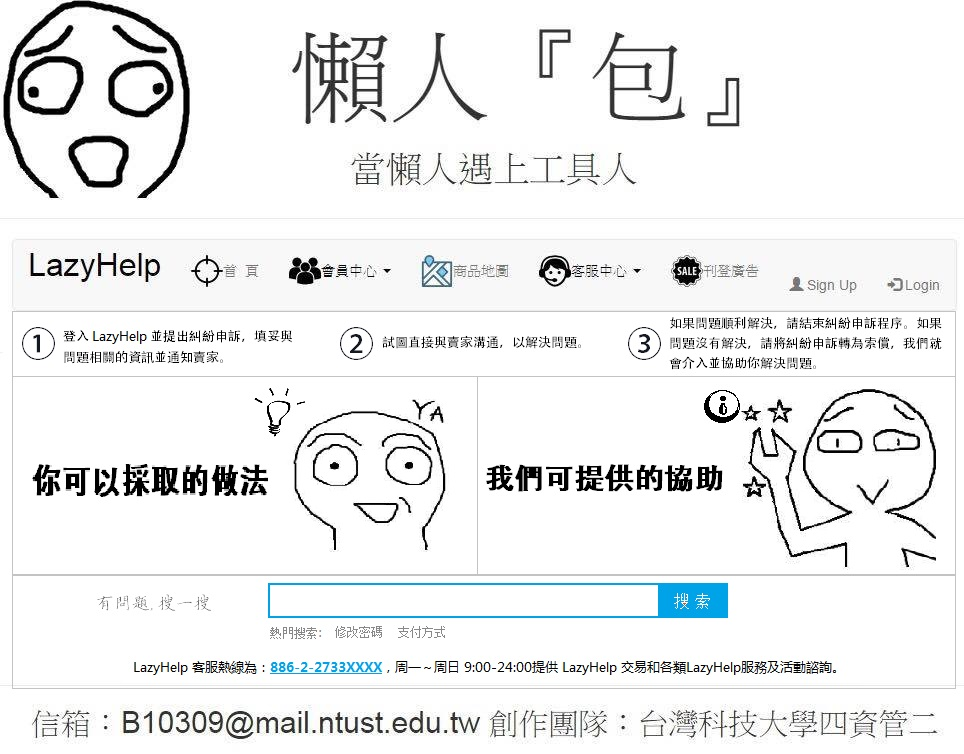 懶人『包』
當懶人遇上工具人
LazyHelp 首 頁 會員中心 商品地圖 客服中心 SALE 刊登廣告 Sign Up Login
1 登入 LazyHelp 並提出糾紛申訴，填妥與
問題相關的資訊並通知賣家。
2 試圖直接與賣家溝通，以解決問題。
3 如果問題順利解決，請結束糾紛申訴程序。如果
問題沒有解決，請將糾紛申訴轉為索償，我們就
會介入並協助你解決問題。
YA
你可以採取的做法
i
我們可提供的協助
有問題,搜一搜 搜 索
熱門搜索： 修改密碼 支付方式
LazyHelp 客服熱線為：886-2-2733XXXX，周一～周日 9:00-24:00提供 LazyHelp 交易和各類LazyHelp服務及活動諮詢。
信箱：B10309@mail.ntust.edu.tw 創作團隊：台灣科技大學四資管二